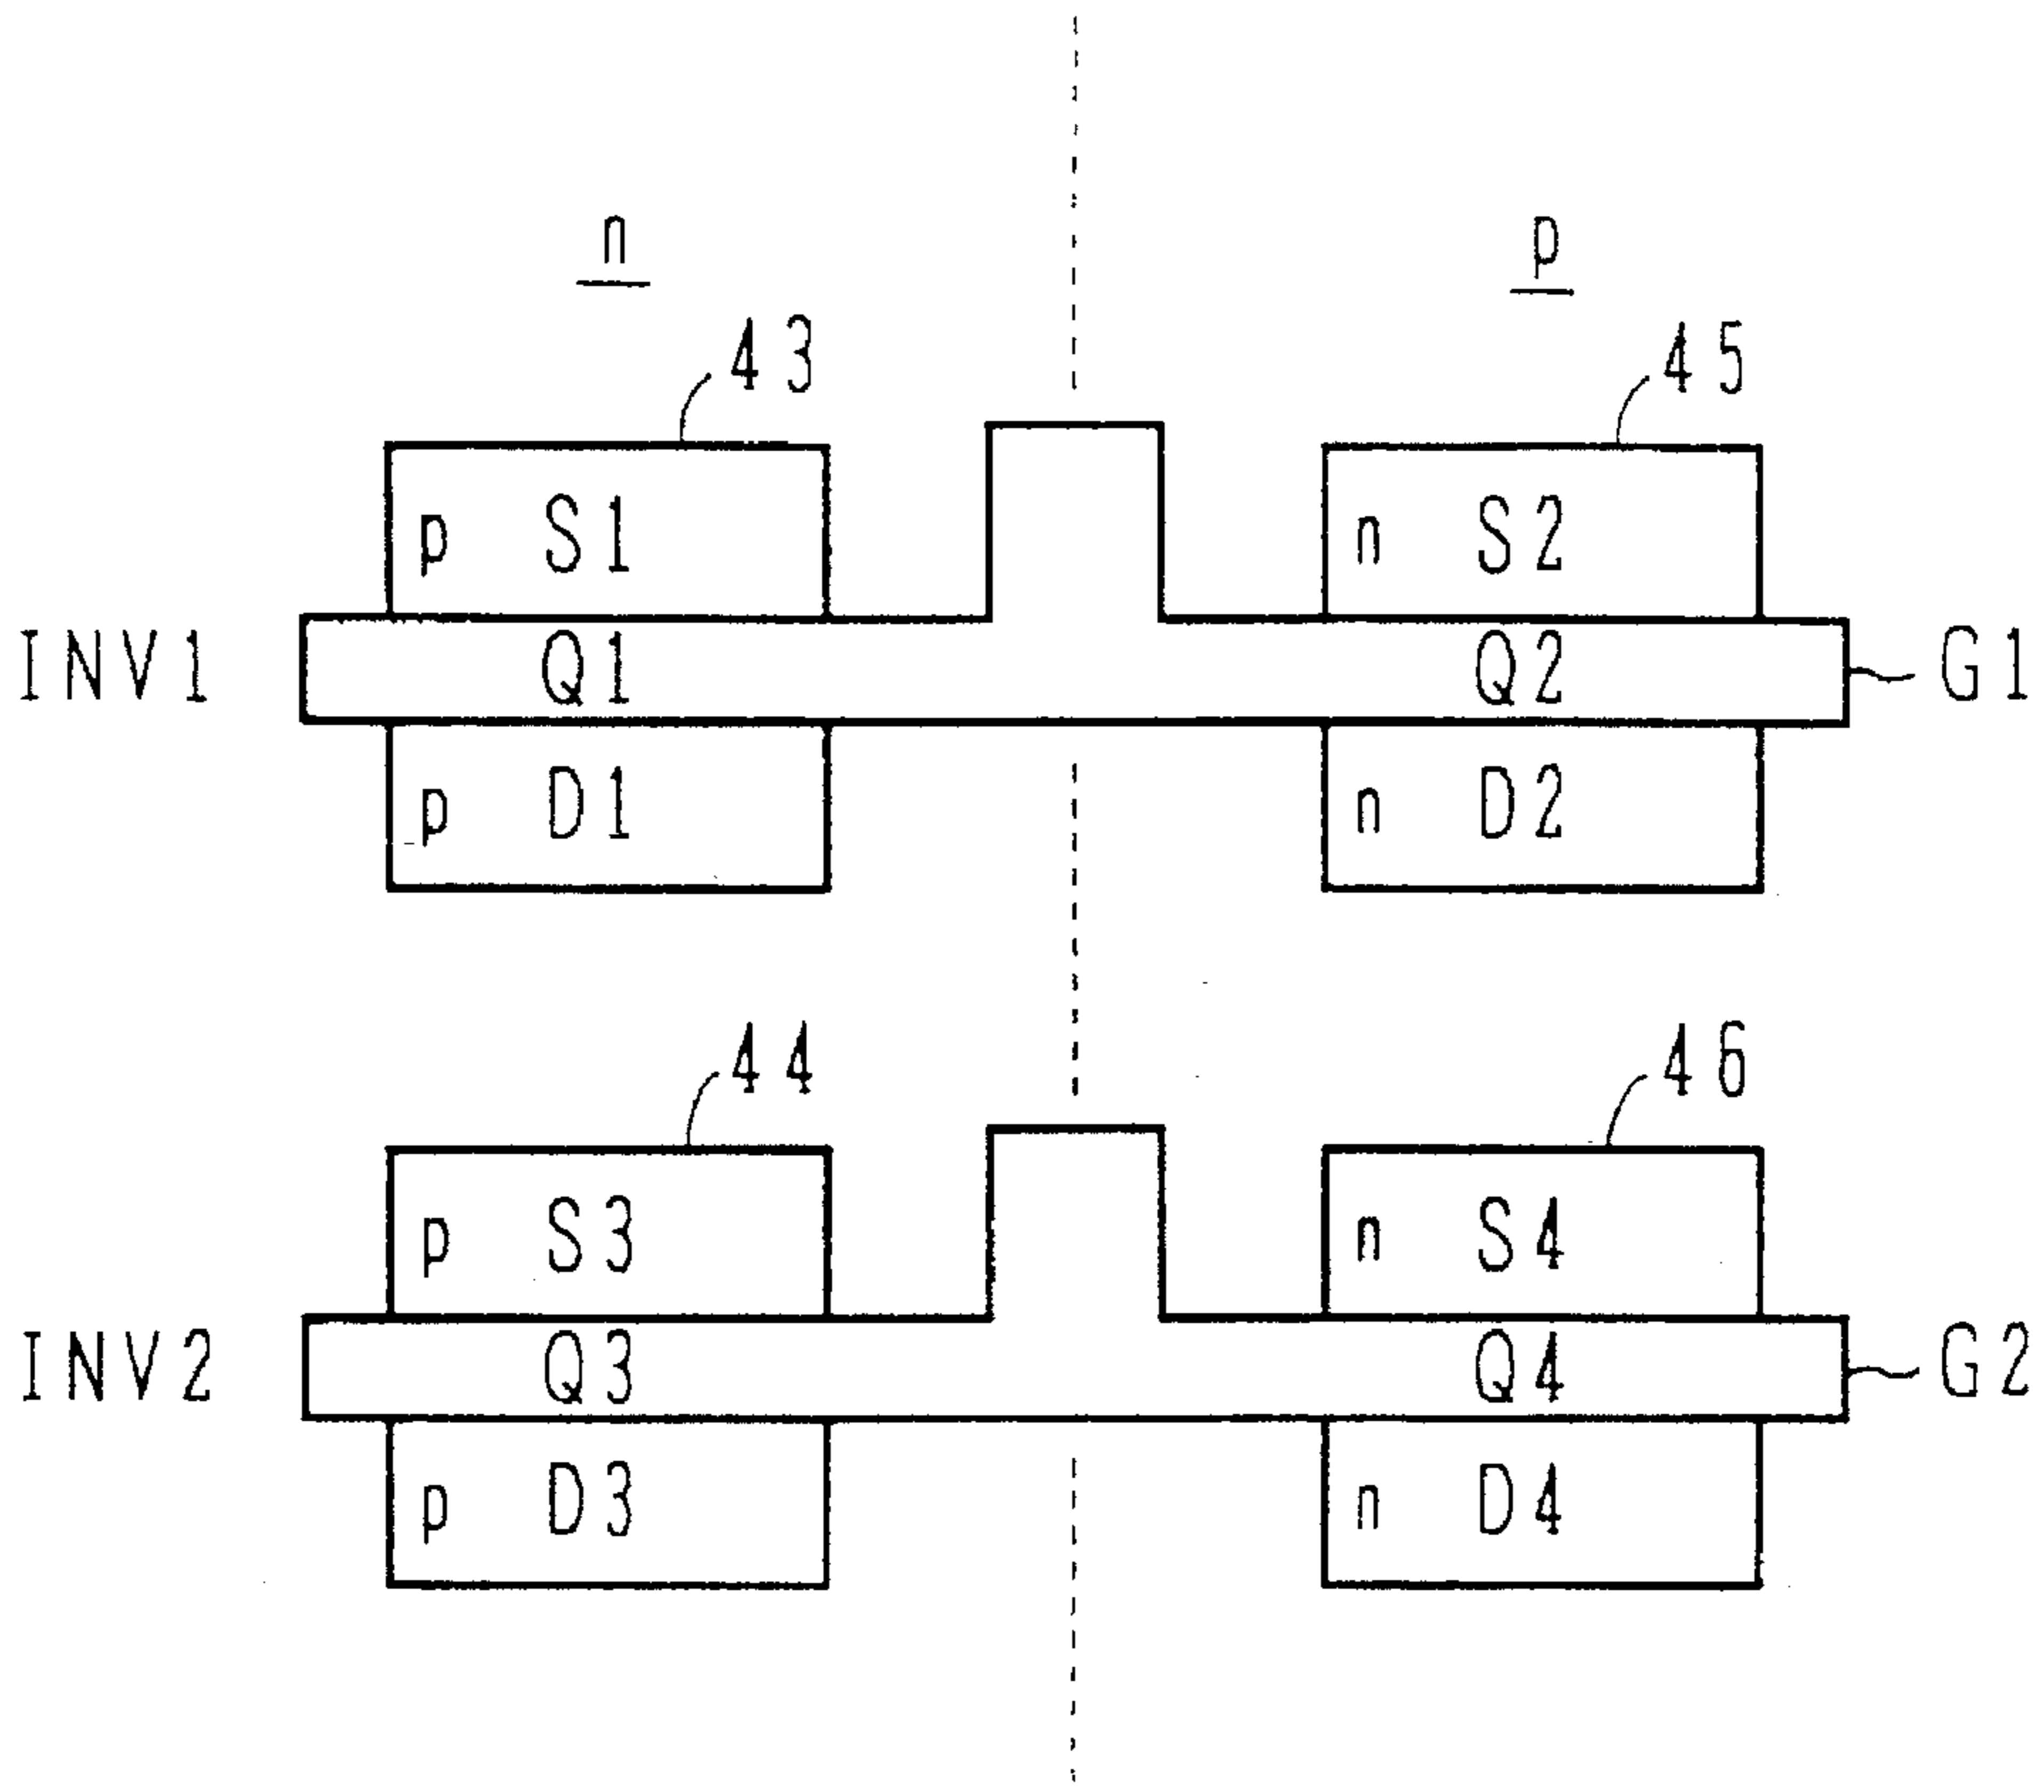 n p
43 45
p S1 n S2
INV1 Q1 Q2 G1
p D1 n D2
44 46
p S3 n S4
INV2 Q3 Q4 G2
p D3 n D4